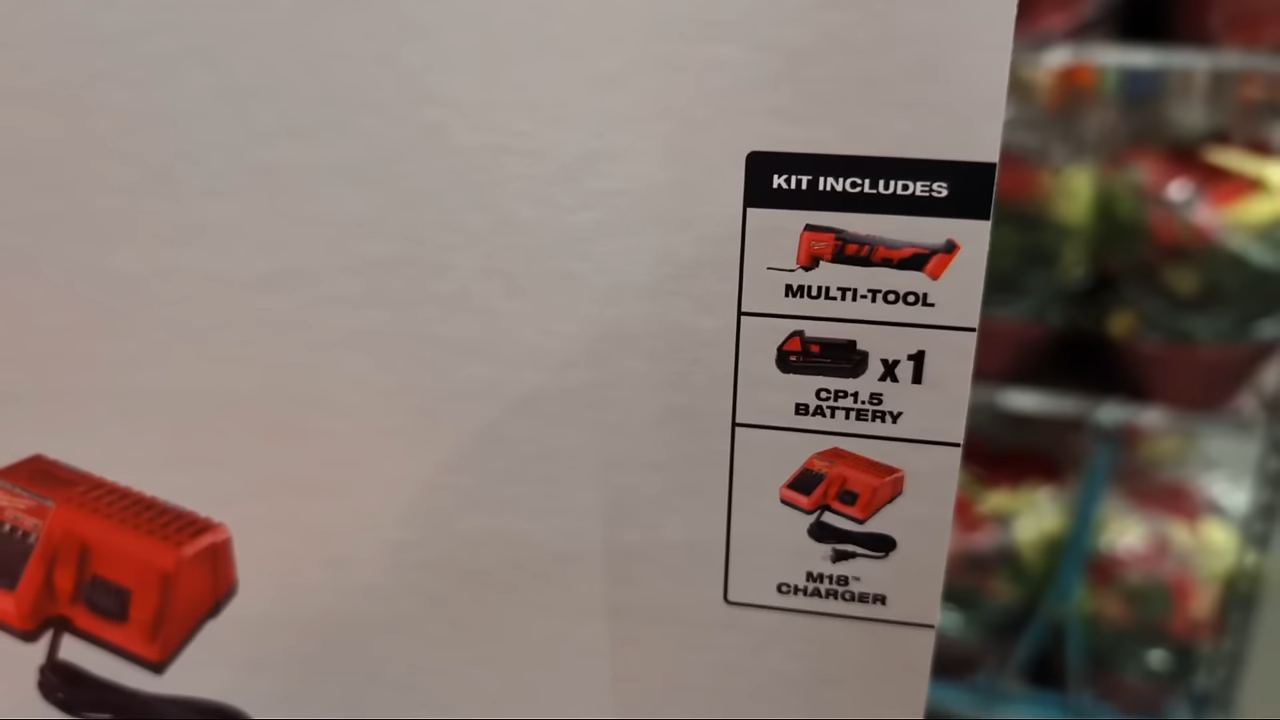 KIT INCLUDES
MULTI-TOOL
x1
CP1.5
BATTERY
M18™
CHARGER